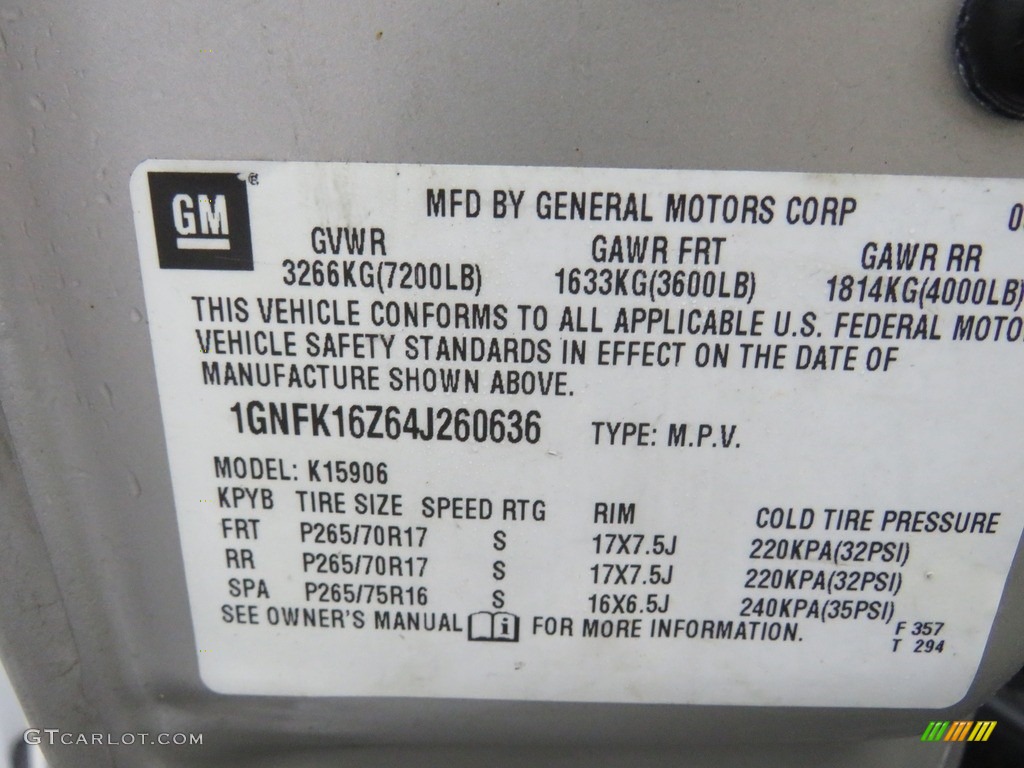 GM ®
MFD BY GENERAL MOTORS CORP
GVWR GAWR FRT GAWR RR
3266KG(7200LB) 1633KG(3600LB) 1814KG(4000LB)
THIS VEHICLE CONFORMS TO ALL APPLICABLE U.S. FEDERAL MOTO
VEHICLE SAFETY STANDARDS IN EFFECT ON THE DATE OF
MANUFACTURE SHOWN ABOVE.
1GNFK16Z64J260636 TYPE: M.P.V.
MODEL: K15906
KPYB TIRE SIZE SPEED RTG RIM COLD TIRE PRESSURE
FRT P265/70R17 S 17X7.5J 220KPA(32PSI)
RR P265/70R17 S 17X7.5J 220KPA(32PSI)
SPA P265/75R16 S 16X6.5J 240KPA(35PSI)
SEE OWNER'S MANUAL i FOR MORE INFORMATION.
F 357
T 294
GTCARLOT.COM